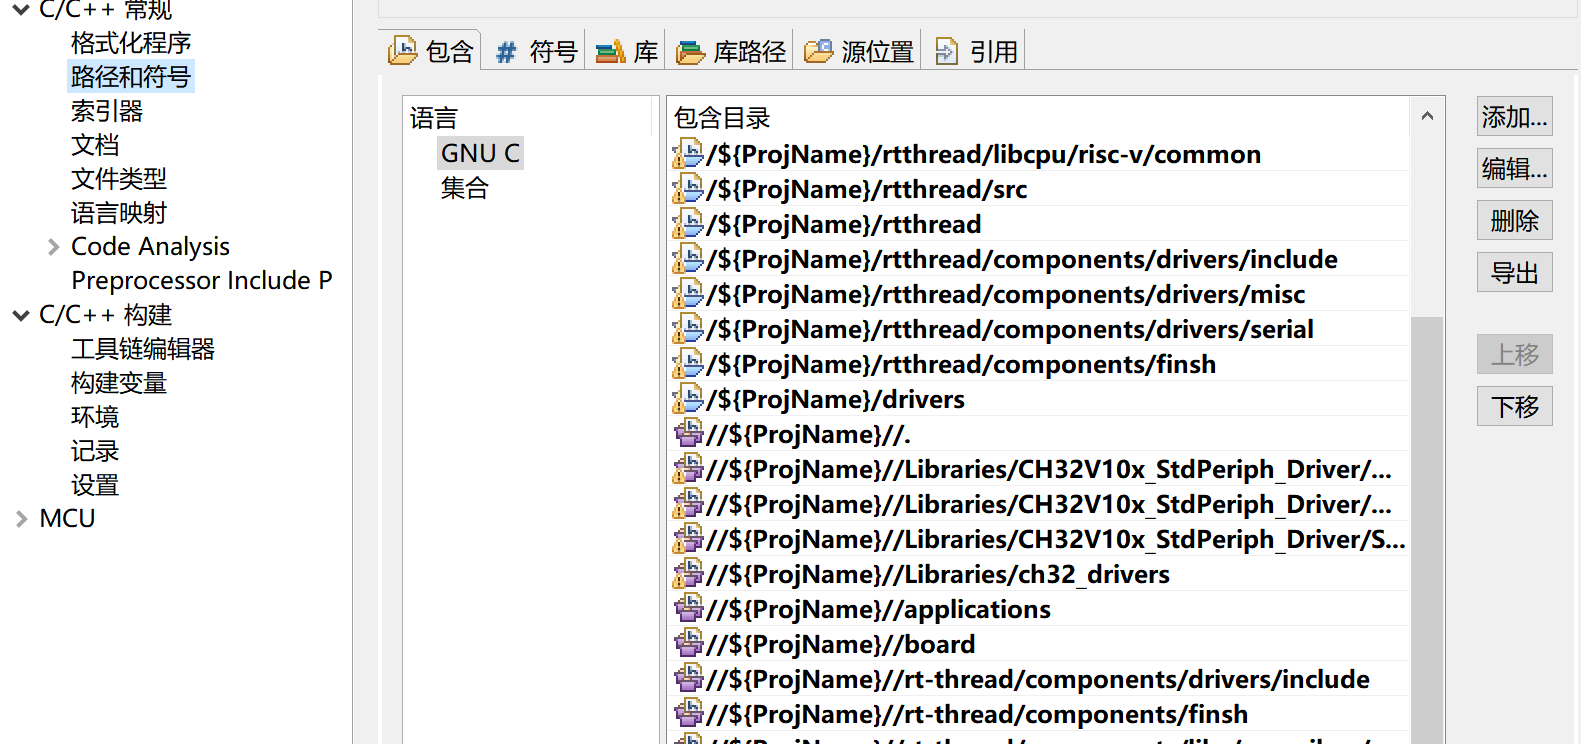 C/C++ 常规
格式化程序
路径和符号
索引器
文档
文件类型
语言映射
Code Analysis
Preprocessor Include P
C/C++ 构建
工具链编辑器
构建变量
环境
记录
设置
MCU
包含 # 符号 库 库路径 源位置 引用
语言
GNU C
集合
包含目录
/${ProjName}/rtthread/libcpu/risc-v/common
/${ProjName}/rtthread/src
/${ProjName}/rtthread
/${ProjName}/rtthread/components/drivers/include
/${ProjName}/rtthread/components/drivers/misc
/${ProjName}/rtthread/components/drivers/serial
/${ProjName}/rtthread/components/finsh
/${ProjName}/drivers
//${ProjName}//.
//${ProjName}//Libraries/CH32V10x_StdPeriph_Driver/...
//${ProjName}//Libraries/CH32V10x_StdPeriph_Driver/...
//${ProjName}//Libraries/CH32V10x_StdPeriph_Driver/S...
//${ProjName}//Libraries/ch32_drivers
//${ProjName}//applications
//${ProjName}//board
//${ProjName}//rt-thread/components/drivers/include
//${ProjName}//rt-thread/components/finsh
添加...
编辑...
删除
导出
上移
下移